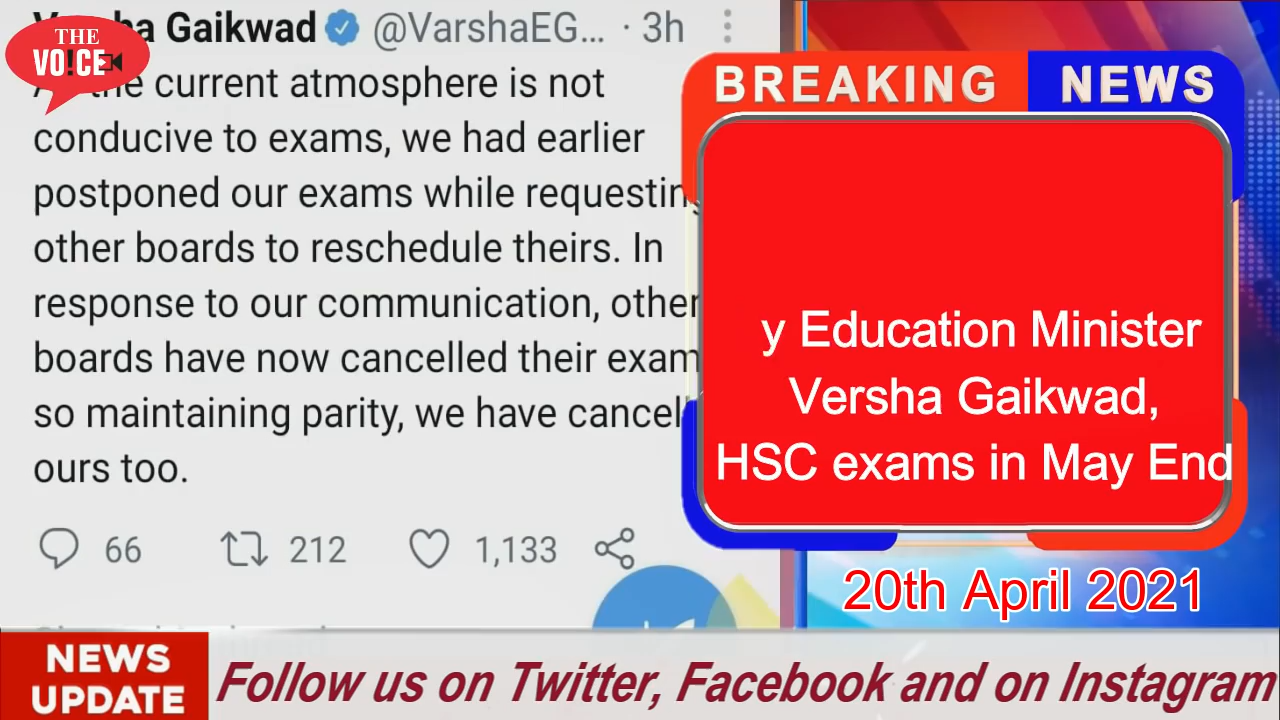 THE
VO!CE
a Gaikwad @VarshaEG... · 3h
the current atmosphere is not
conducive to exams, we had earlier
postponed our exams while requestin
other boards to reschedule theirs. In
response to our communication, other
boards have now cancelled their exam
so maintaining parity, we have cancell
ours too.
66 212 1,133
BREAKING NEWS
y Education Minister
Versha Gaikwad,
HSC exams in May End
20th April 2021
NEWS
UPDATE
Follow us on Twitter, Facebook and on Instagram